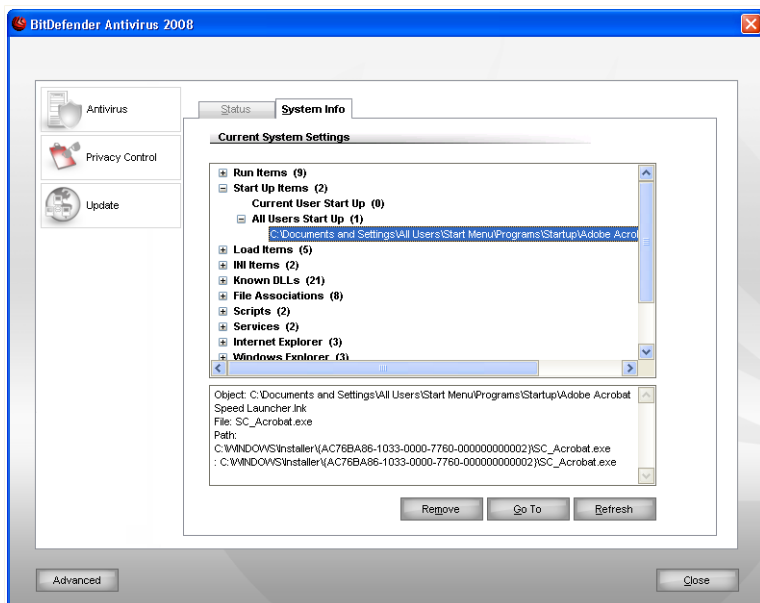 BitDefender Antivirus 2008
Antivirus
Privacy Control
Update
Status
System Info
Current System Settings
Run Items (9)
Start Up Items (2)
Current User Start Up (0)
All Users Start Up (1)
C:\Documents and Settings\All Users\Start Menu\Programs\Startup\Adobe Acrol
Load Items (5)
INI Items (2)
Known DLLs (21)
File Associations (8)
Scripts (2)
Services (2)
Internet Explorer (3)
Windows Explorer (3)
Object: C:\Documents and Settings\All Users\Start Menu\Programs\Startup\Adobe Acrobat
Speed Launcher.lnk
File: SC_Acrobat.exe
Path:
C:\WINDOWS\Installer\{AC76BA86-1033-0000-7760-000000000002}\SC_Acrobat.exe
: C:\WINDOWS\Installer\{AC76BA86-1033-0000-7760-000000000002}\SC_Acrobat.exe
Remove
Go To
Refresh
Advanced
Close